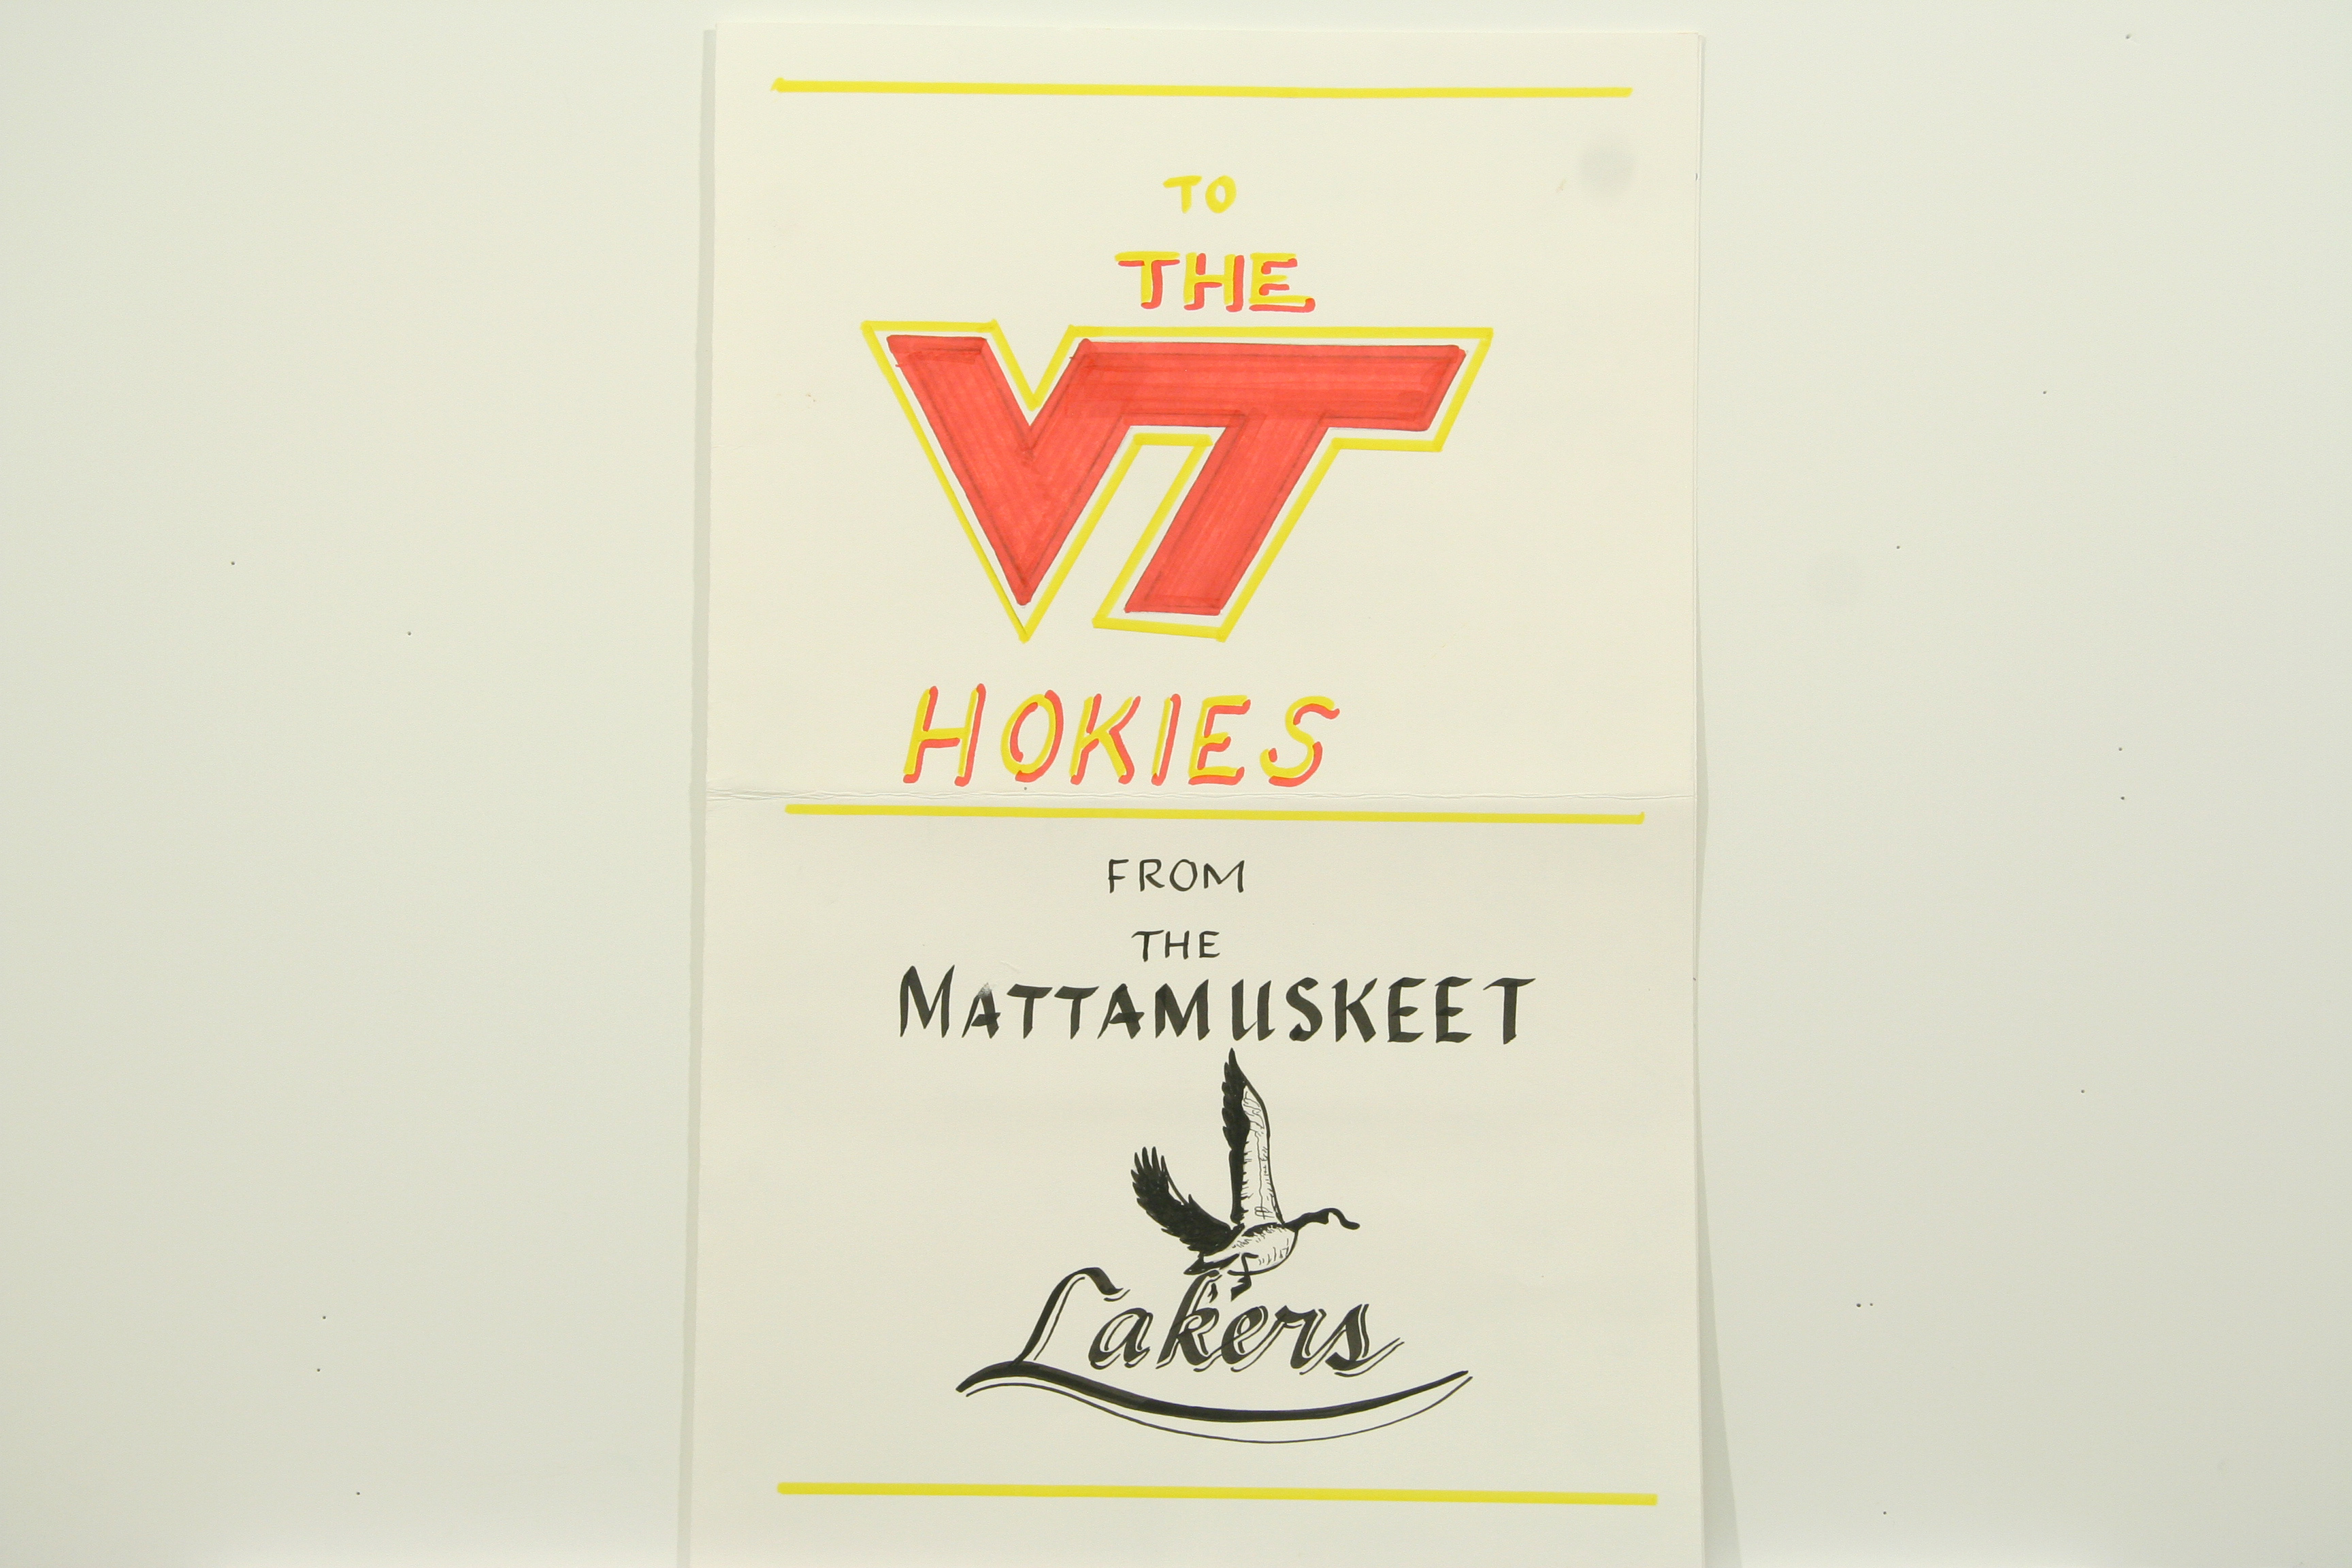 TO
THE
VT
HOKIES
FROM
THE
MATTAMUSKEET
Lakers